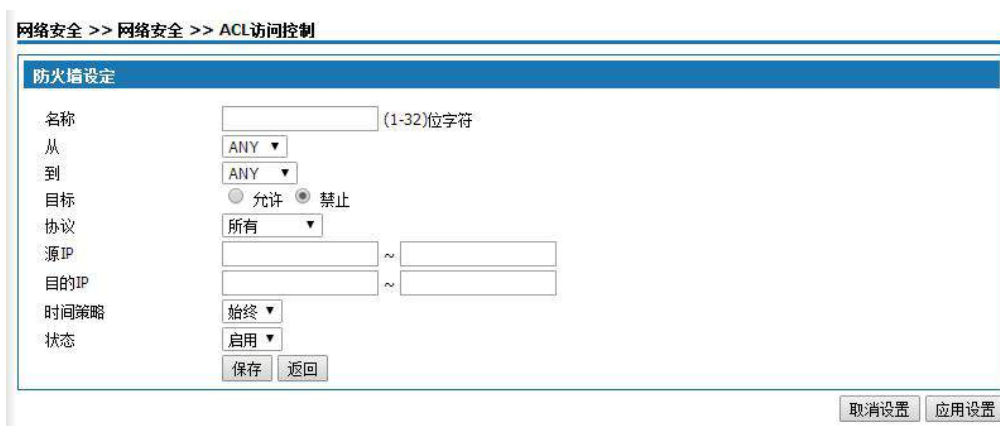 网络安全 >> 网络安全 >> ACL访问控制
防火墙设定
名称 (1-32)位字符
从 ANY
到 ANY
目标 允许 禁止
协议 所有
源IP ~
目的IP ~
时间策略 始终
状态 启用
保存 返回
取消设置 应用设置